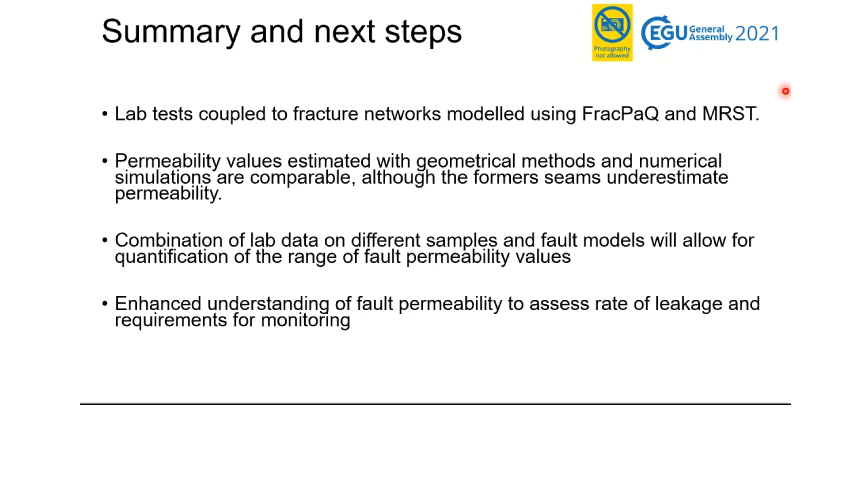 Summary and next steps
Photography
not allowed
EGU General
Assembly 2021
• Lab tests coupled to fracture networks modelled using FracPaQ and MRST.
• Permeability values estimated with geometrical methods and numerical
simulations are comparable, although the formers seams underestimate
permeability.
• Combination of lab data on different samples and fault models will allow for
quantification of the range of fault permeability values
• Enhanced understanding of fault permeability to assess rate of leakage and
requirements for monitoring